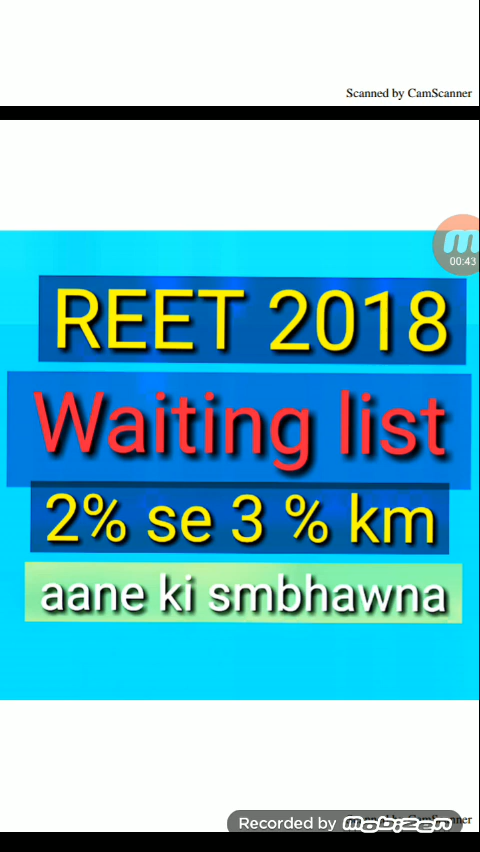 Scanned by CamScanner
00:43
REET 2018
Waiting list
2% se 3 % km
aane ki smbhawna
Recorded by mobizen